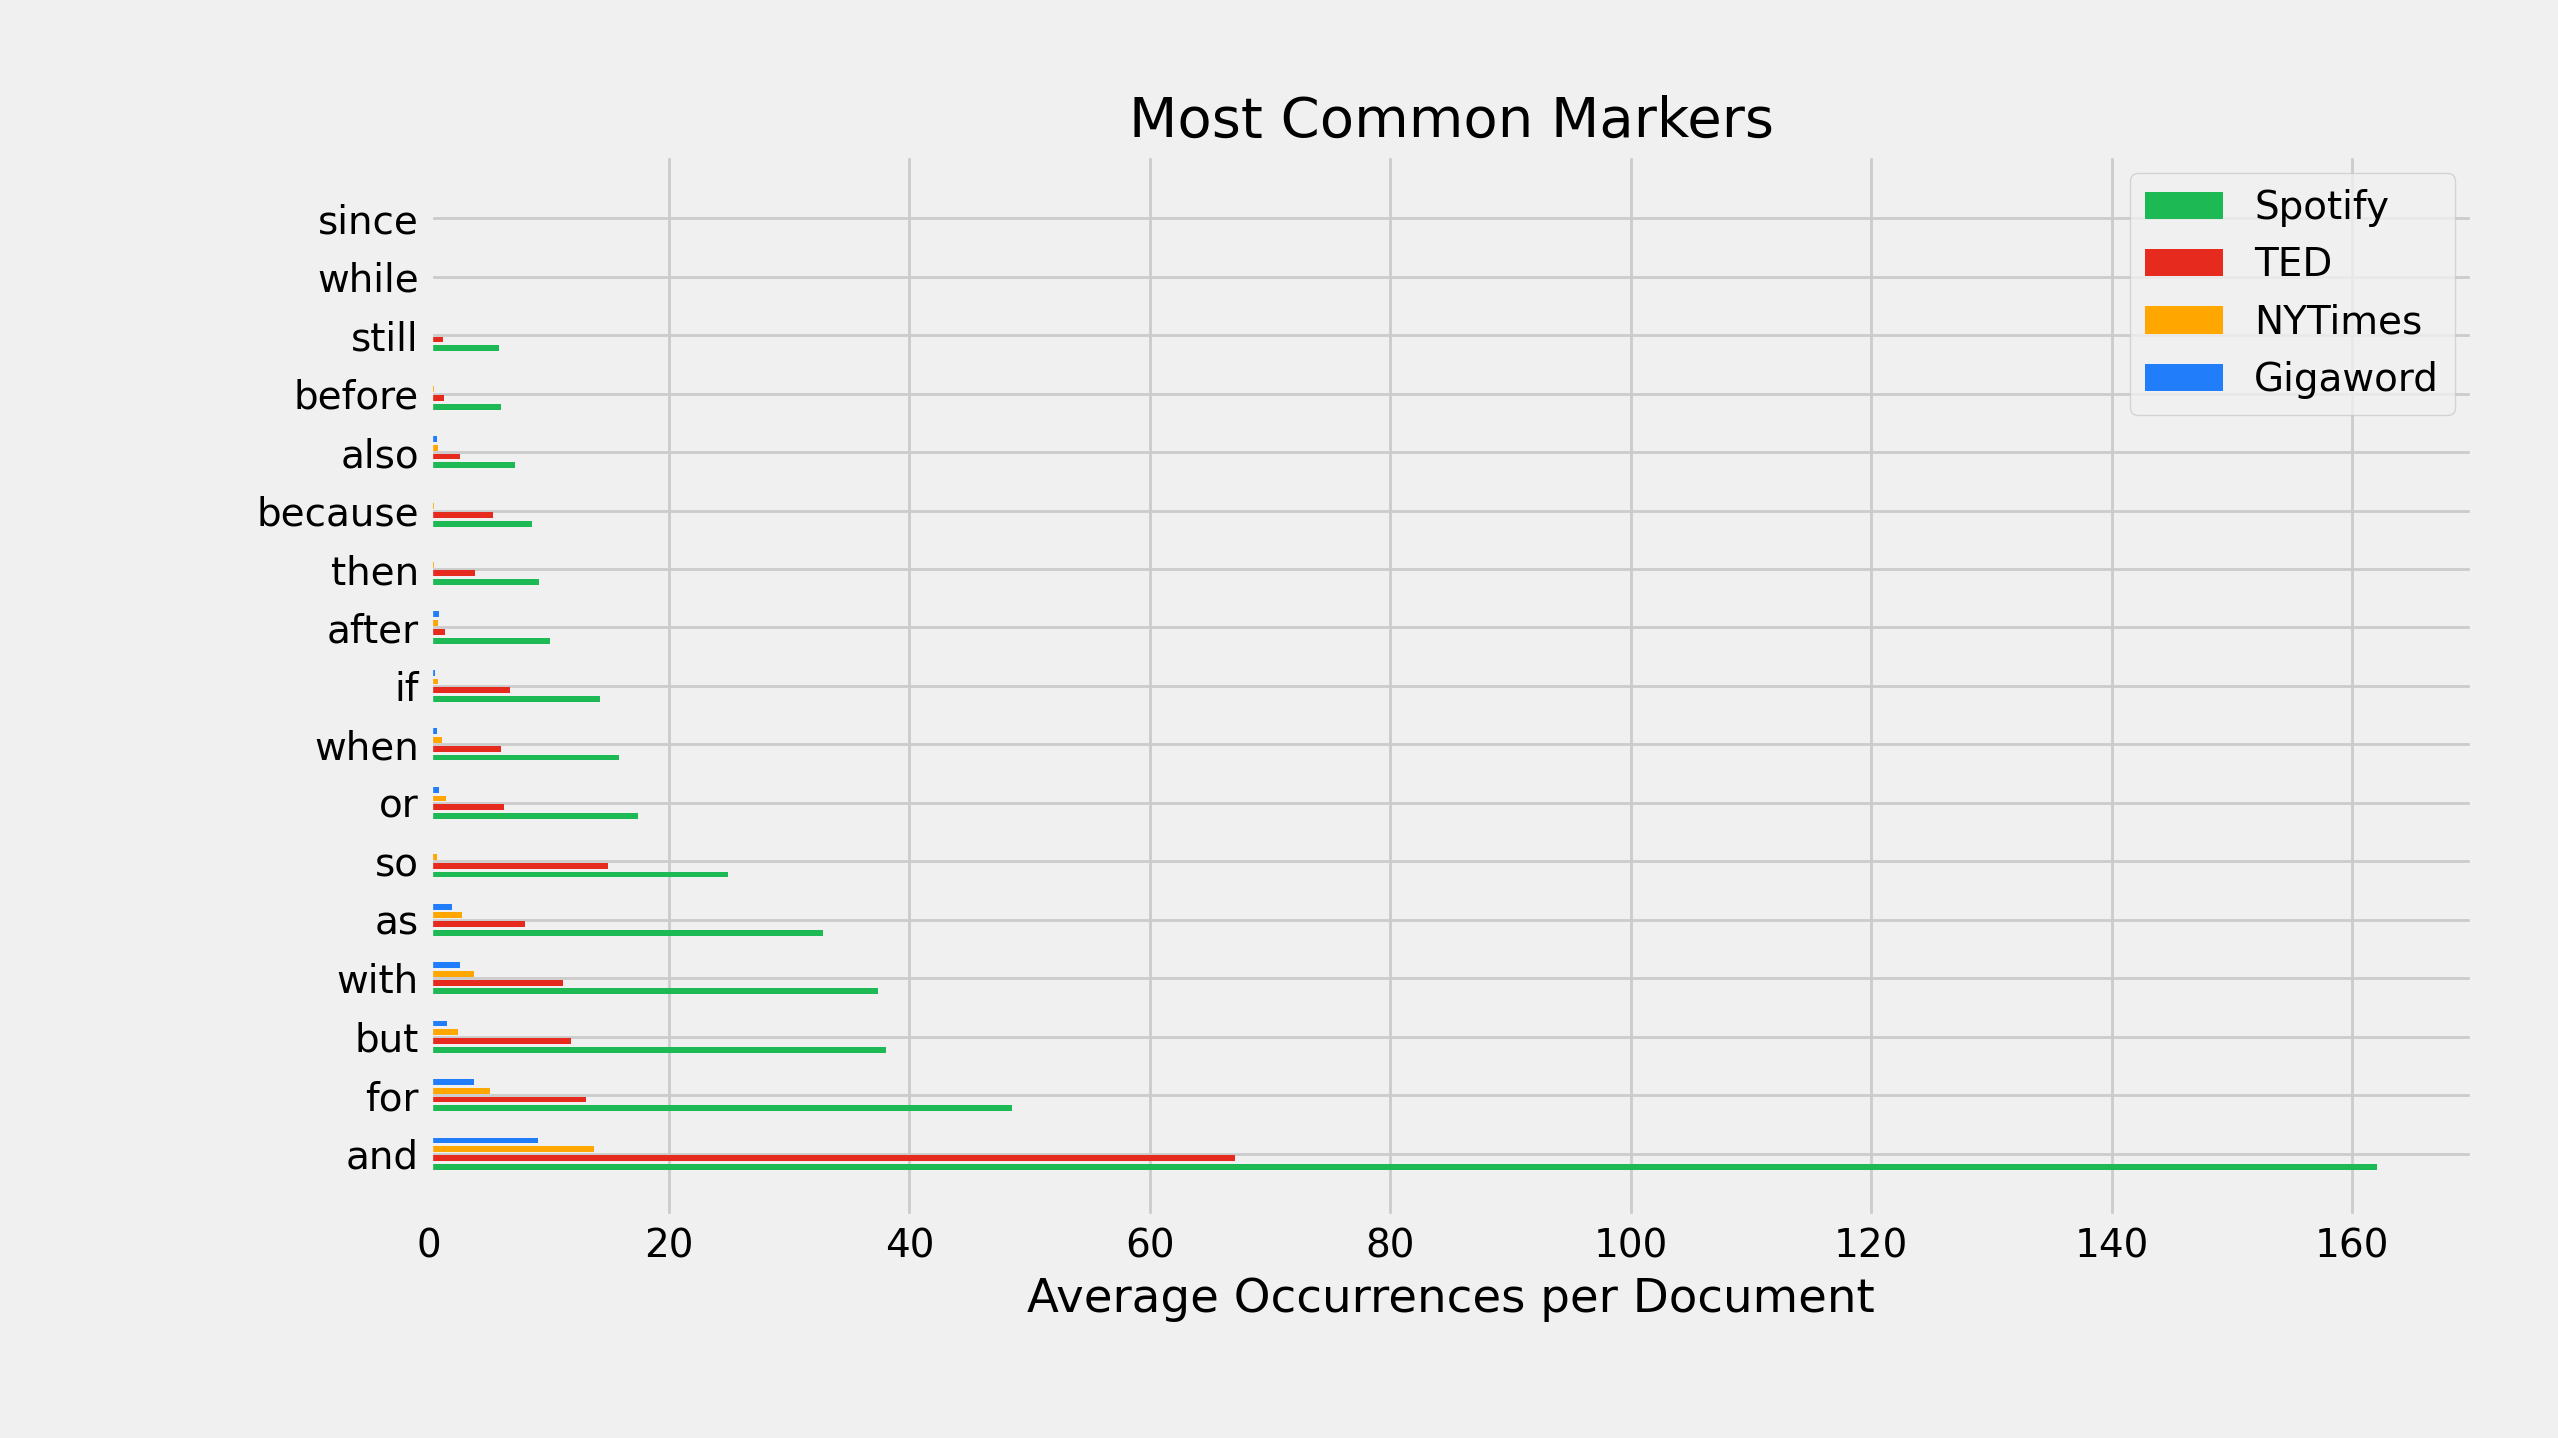 Most Common Markers
Spotify
TED
NYTimes
Gigaword
since
while
still
before
also
because
then
after
if
when
or
so
as
with
but
for
and
0 20 40 60 80 100 120 140 160
Average Occurrences per Document